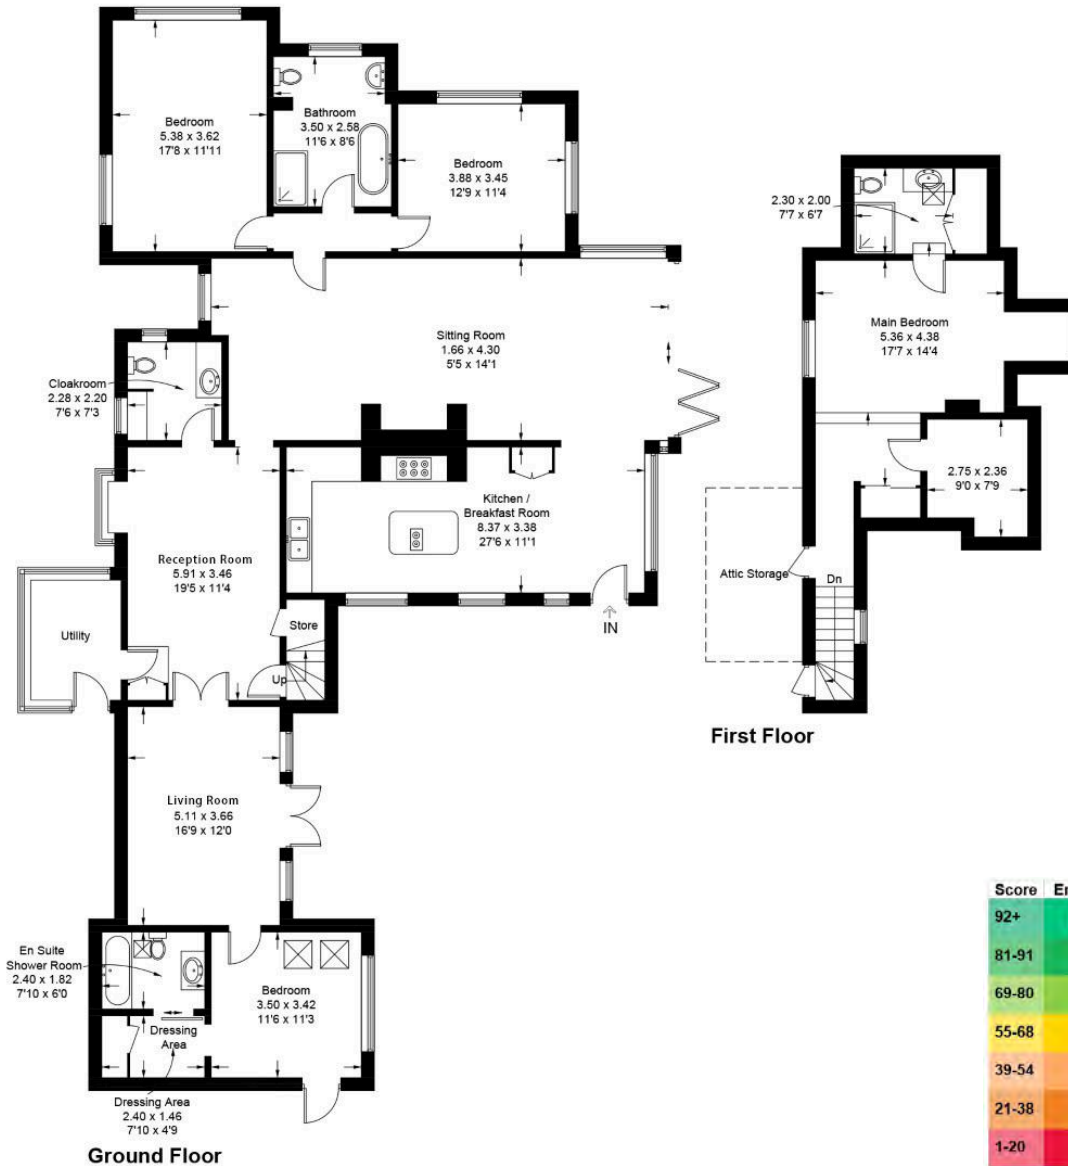 Bedroom
5.38 x 3.62
17'8 x 11'11
Bathroom
3.50 x 2.58
11'6 x 8'6
Bedroom
3.88 x 3.45
12'9 x 11'4
Sitting Room
1.66 x 4.30
5'5 x 14'1
Cloakroom
2.28 x 2.20
7'6 x 7'3
Kitchen /
Breakfast Room
8.37 x 3.38
27'6 x 11'1
Reception Room
5.91 x 3.46
19'5 x 11'4
Utility
Store
Up
IN
Living Room
5.11 x 3.66
16'9 x 12'0
En Suite
Shower Room
2.40 x 1.82
7'10 x 6'0
Bedroom
3.50 x 3.42
11'6 x 11'3
Dressing
Area
Dressing Area
2.40 x 1.46
7'10 x 4'9
Ground Floor
2.30 x 2.00
7'7 x 6'7
Main Bedroom
5.36 x 4.38
17'7 x 14'4
2.75 x 2.36
9'0 x 7'9
Attic Storage
Dn
First Floor
Score En
92+
81-91
69-80
55-68
39-54
21-38
1-20